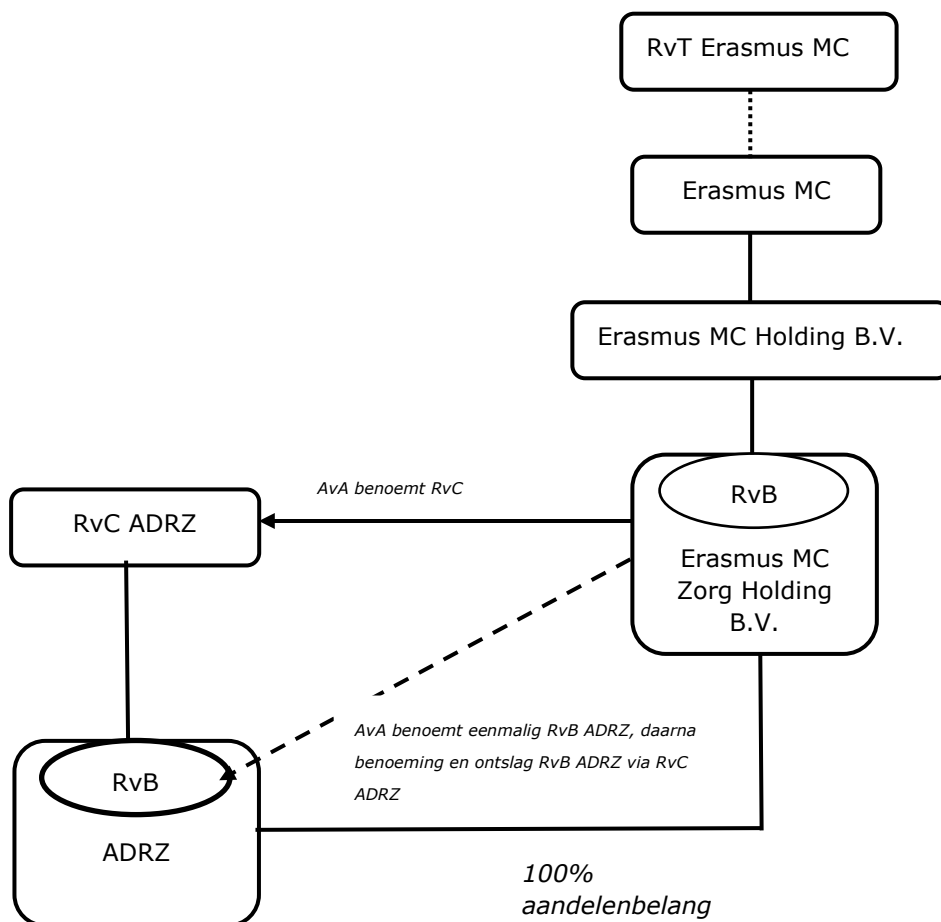 RvT Erasmus MC
Erasmus MC
Erasmus MC Holding B.V.
AvA benoemt RvC
RvB
RvC ADRZ
Erasmus MC
Zorg Holding
B.V.
AvA benoemt eenmalig RvB ADRZ, daarna
benoeming en ontslag RvB ADRZ via RvC
ADRZ
RvB
ADRZ
100%
aandelenbelang